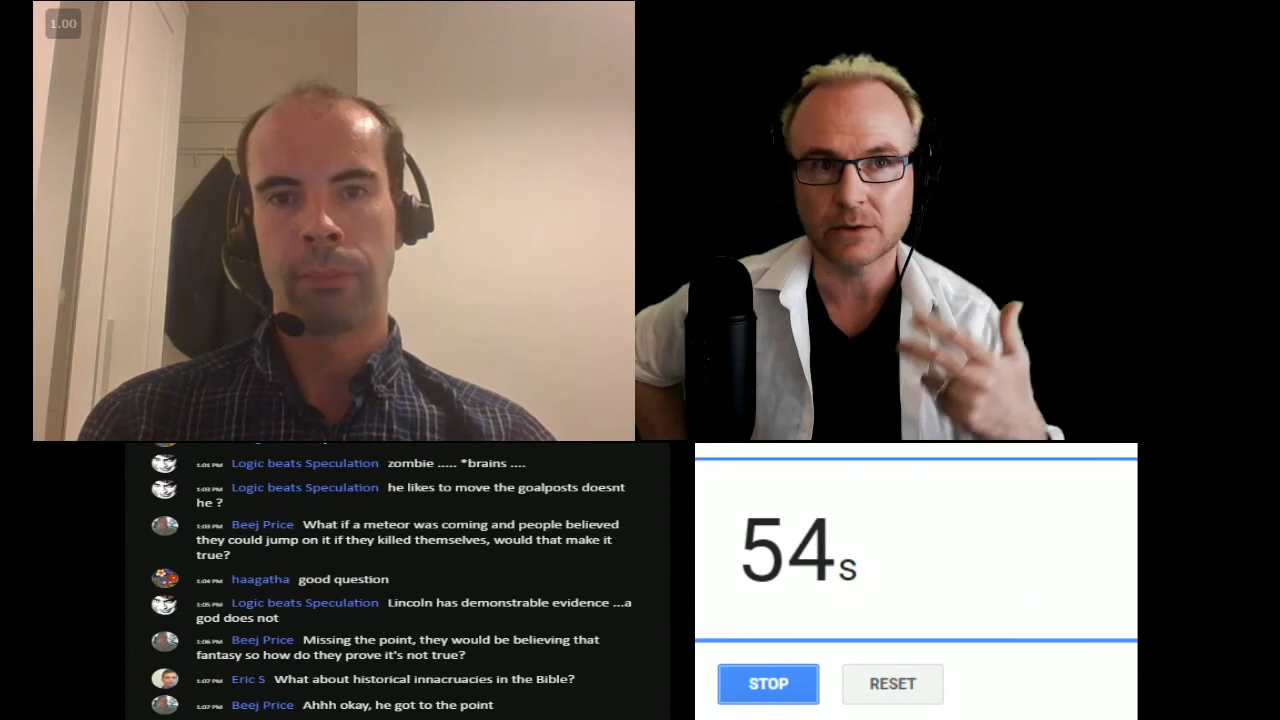 1.00
1:01 PM Logic beats Speculation zombie ..... *brains ....
1:03 PM Logic beats Speculation he likes to move the goalposts doesnt
he ?
1:03 PM Beej Price What if a meteor was coming and people believed
they could jump on it if they killed themselves, would that make it
true?
1:04 PM haagatha good question
1:05 PM Logic beats Speculation Lincoln has demonstrable evidence ...a
god does not
1:06 PM Beej Price Missing the point, they would be believing that
fantasy so how do they prove it's not true?
1:07 PM Eric S What about historical innacruacies in the Bible?
1:07 PM Beej Price Ahhh okay, he got to the point
54s
STOP RESET